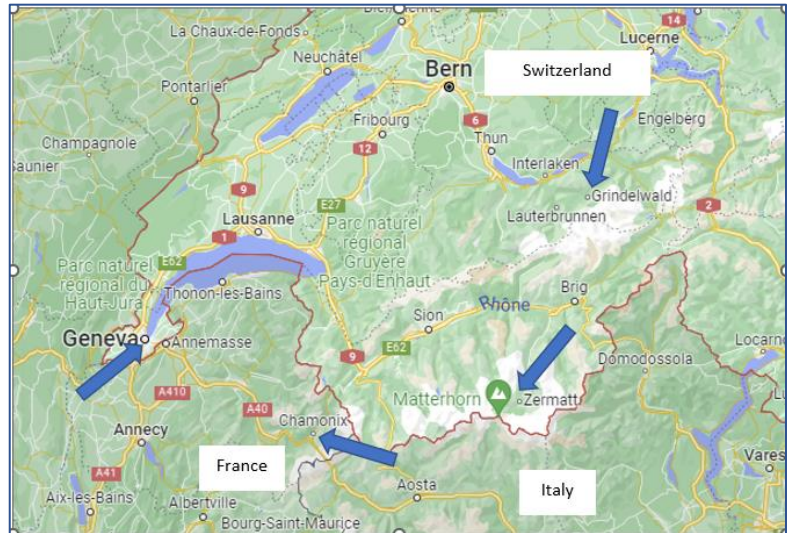 La Chaux-de-Fonds
14
Lucerne
Neuchâtel
Bern
Switzerland
Pontarlier
Fribourg
6
Engelberg
Champagnole
Thun
12
Interlaken
9
Grindelwald
E27
Lausanne
Lauterbrunnen
2
1
Parc naturel
régional
Gruyère
Pays-d'Enhaut
E62
Parc naturel
régional du
Haut-Jura
Thonon-les-Bains
Brig
Rhône
Sion
Geneva
Annemasse
9
E62
Locarno
Domodossola
A410
Matterhorn
Zermatt
A40
Chamonix
Annecy
France
Vares
A41
Aosta
Italy
Aix-les-Bains
Albertville
Bourg-Saint-Maurice